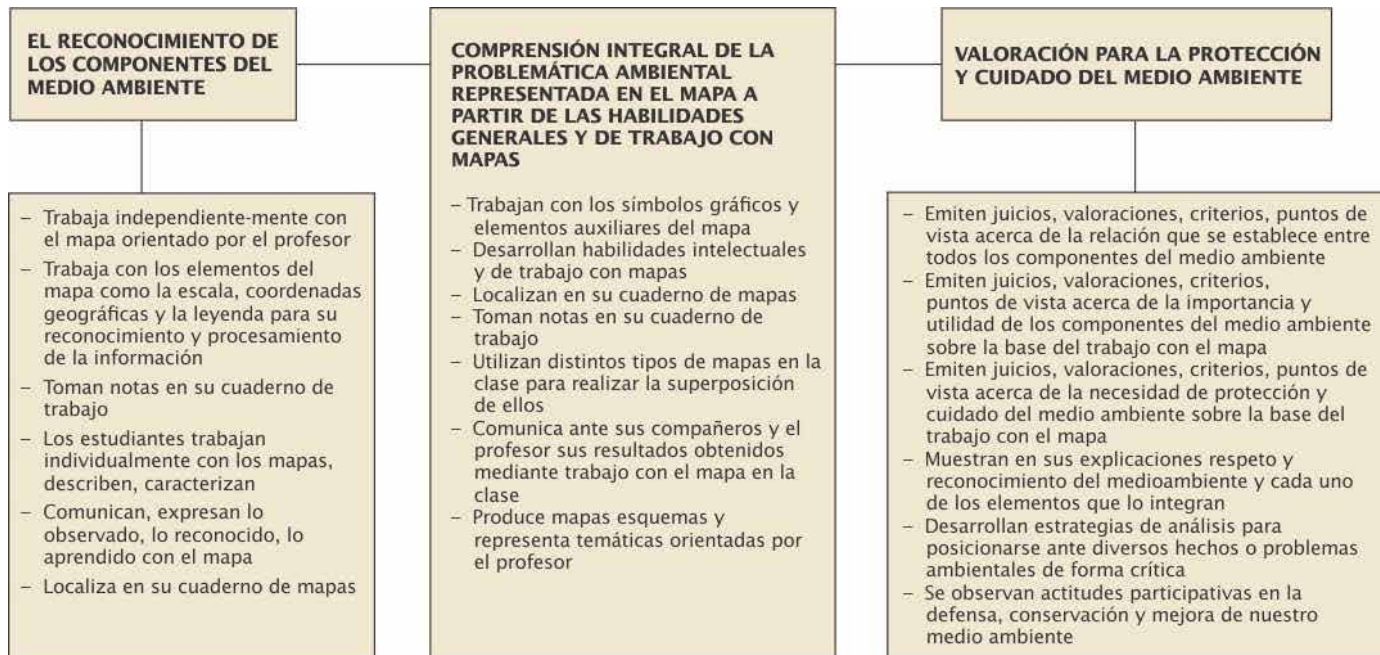 EL RECONOCIMIENTO DE
LOS COMPONENTES DEL
MEDIO AMBIENTE
– Trabaja independiente-mente con
el mapa orientado por el profesor
– Trabaja con los elementos del
mapa como la escala, coordenadas
geográficas y la leyenda para su
reconocimiento y procesamiento
de la información
– Toman notas en su cuaderno de
trabajo
– Los estudiantes trabajan
individualmente con los mapas,
describen, caracterizan
– Comunican, expresan lo
observado, lo reconocido, lo
aprendido con el mapa
– Localiza en su cuaderno de mapas
COMPRENSIÓN INTEGRAL DE LA
PROBLEMÁTICA AMBIENTAL
REPRESENTADA EN EL MAPA A
PARTIR DE LAS HABILIDADES
GENERALES Y DE TRABAJO CON
MAPAS
– Trabajan con los símbolos gráficos y
elementos auxiliares del mapa
– Desarrollan habilidades intelectuales
y de trabajo con mapas
– Localizan en su cuaderno de mapas
– Toman notas en su cuaderno de
trabajo
– Utilizan distintos tipos de mapas en la
clase para realizar la superposición
de ellos
– Comunica ante sus compañeros y el
profesor sus resultados obtenidos
mediante trabajo con el mapa en la
clase
– Produce mapas esquemas y
representa temáticas orientadas por
el profesor
VALORACIÓN PARA LA PROTECCIÓN
Y CUIDADO DEL MEDIO AMBIENTE
– Emiten juicios, valoraciones, criterios, puntos de
vista acerca de la relación que se establece entre
todos los componentes del medio ambiente
– Emiten juicios, valoraciones, criterios,
puntos de vista acerca de la importancia y
utilidad de los componentes del medio ambiente
sobre la base del trabajo con el mapa
– Emiten juicios, valoraciones, criterios, puntos de
vista acerca de la necesidad de protección y
cuidado del medio ambiente sobre la base del
trabajo con el mapa
– Muestran en sus explicaciones respeto y
reconocimiento del medioambiente y cada uno
de los elementos que lo integran
– Desarrollan estrategias de análisis para
posicionarse ante diversos hechos o problemas
ambientales de forma crítica
– Se observan actitudes participativas en la
defensa, conservación y mejora de nuestro
medio ambiente